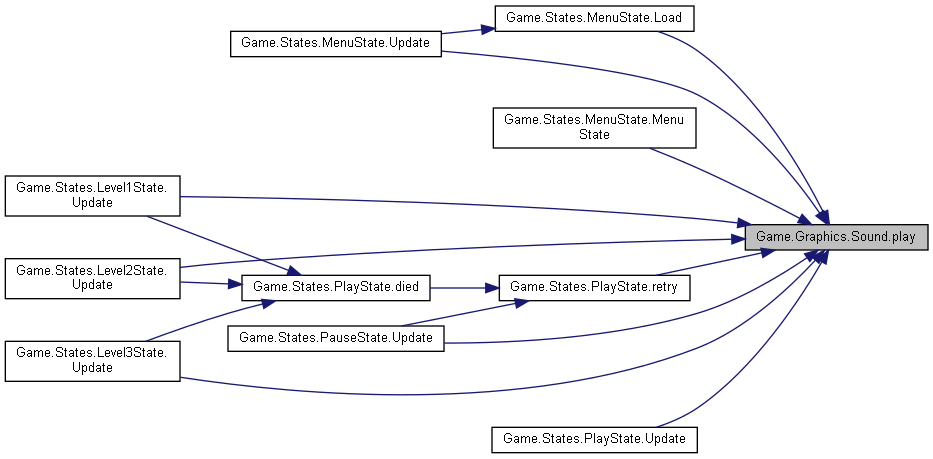 Game.States.MenuState.Load
Game.States.MenuState.Update
Game.States.MenuState.Menu
State
Game.States.Level1State.
Update
Game.Graphics.Sound.play
Game.States.Level2State.
Update
Game.States.PlayState.died
Game.States.PlayState.retry
Game.States.PauseState.Update
Game.States.Level3State.
Update
Game.States.PlayState.Update